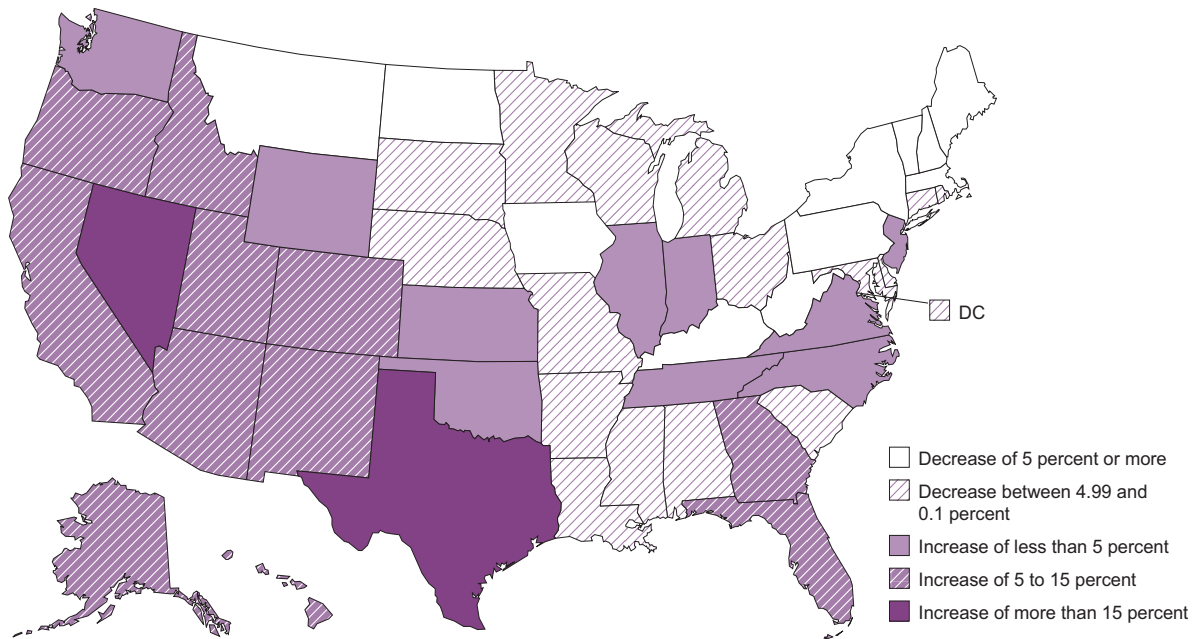 DC
Decrease of 5 percent or more
Decrease between 4.99 and
0.1 percent
Increase of less than 5 percent
Increase of 5 to 15 percent
Increase of more than 15 percent